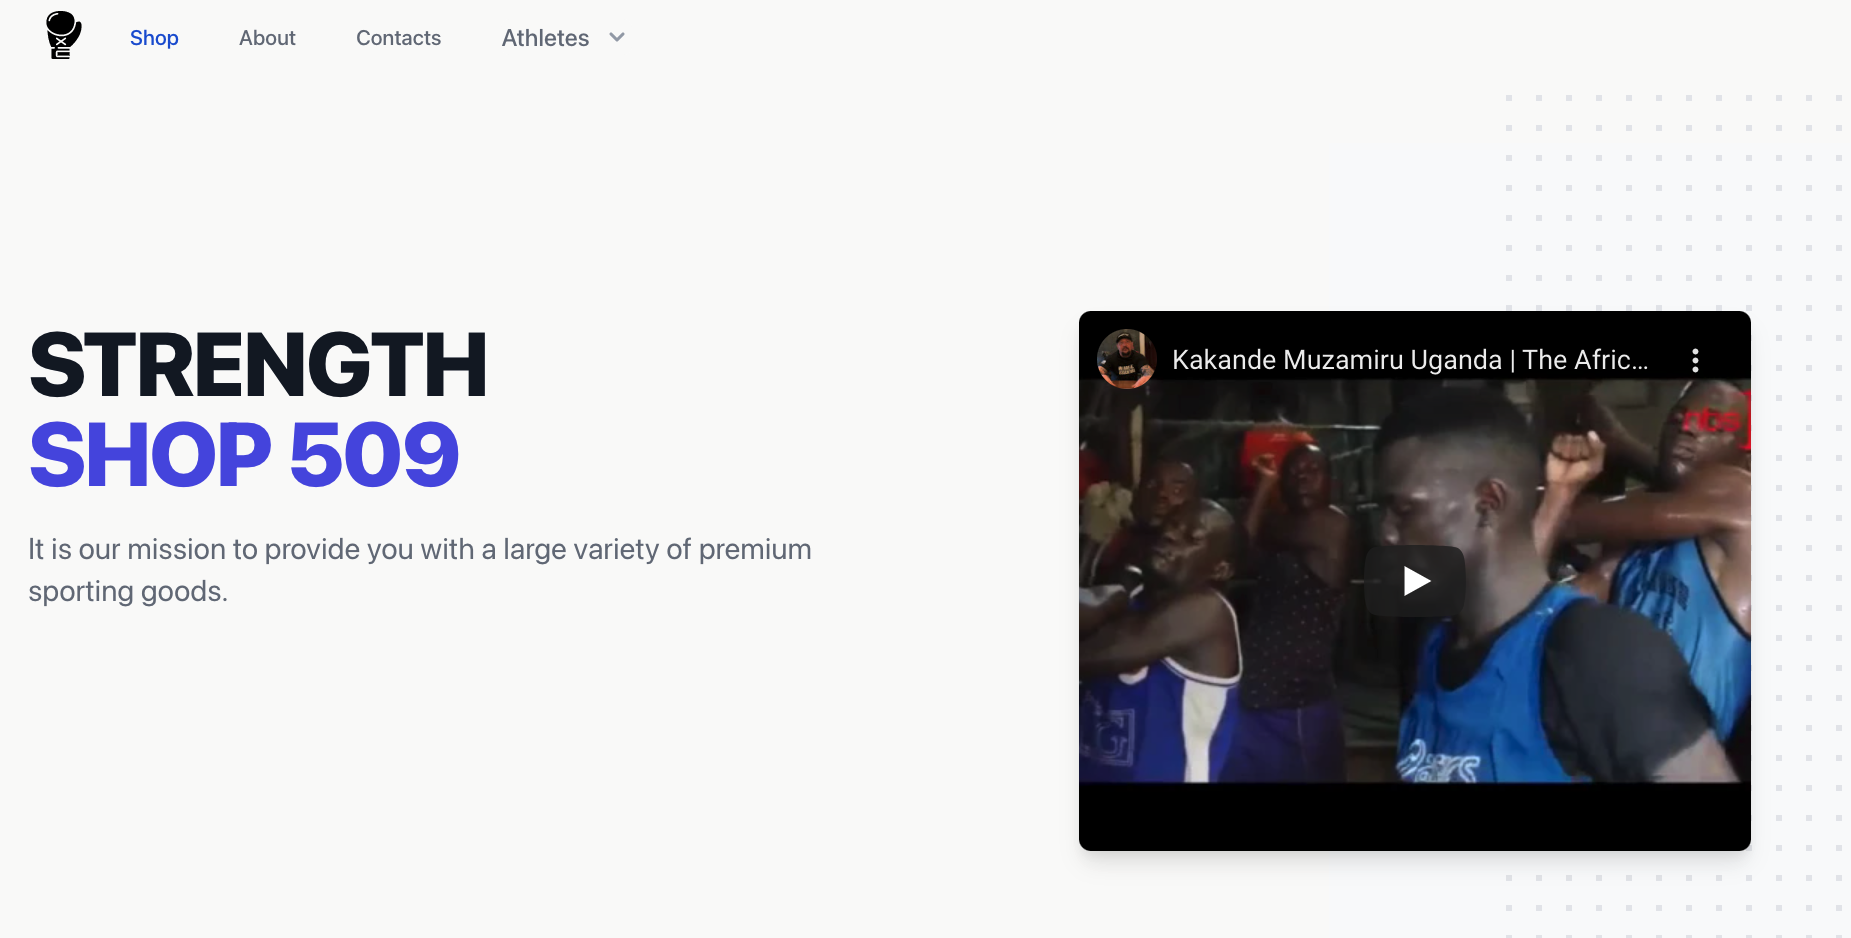 Shop
About
Contacts
Athletes
STRENGTH
SHOP 509
It is our mission to provide you with a large variety of premium
sporting goods.
Kakande Muzamiru Uganda | The Afric...
nbs